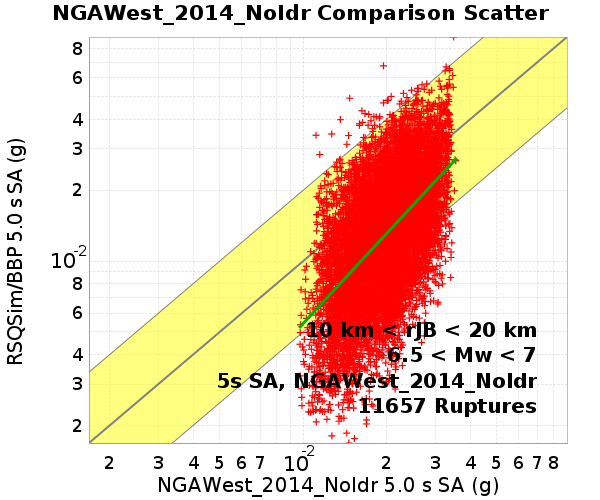 NGAWest_2014_NoIdr Comparison Scatter
8
6
4
3
2
10-2
8
6
4
3
2
RSQSim/BBP 5.0 s SA (g)
10 km < rJB < 20 km
6.5 < Mw < 7
5s SA, NGAWest_2014_NoIdr
11657 Ruptures
2 3 4 5 6 7 10-2 2 3 4 5 6 7 8
NGAWest_2014_NoIdr 5.0 s SA (g)